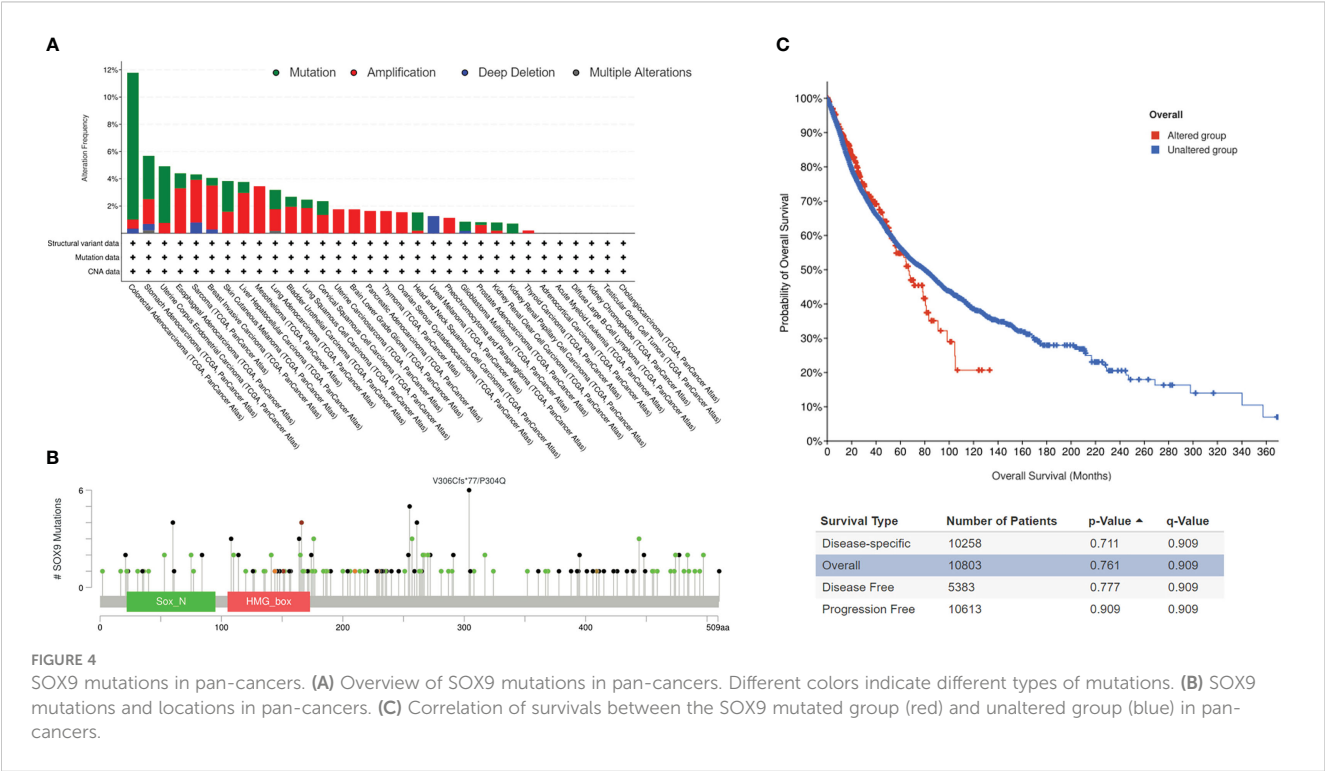 A
Mutation Amplification Deep Deletion Multiple Alterations
Alteration Frequency
12%
10%
8%
6%
4%
2%
Structural variant data
Mutation data
CNA data
Colorectal Adenocarcinoma (TCGA, PanCancer Atlas)
Stomach Adenocarcinoma (TCGA, PanCancer Atlas)
Uterine Corpus Endometrial Carcinoma (TCGA, PanCancer Atlas)
Esophageal Adenocarcinoma (TCGA, PanCancer Atlas)
Sarcoma (TCGA, PanCancer Atlas)
Breast Invasive Carcinoma (TCGA, PanCancer Atlas)
Skin Cutaneous Melanoma (TCGA, PanCancer Atlas)
Liver Hepatocellular Carcinoma (TCGA, PanCancer Atlas)
Mesothelioma (TCGA, PanCancer Atlas)
Lung Adenocarcinoma (TCGA, PanCancer Atlas)
Bladder Urothelial Carcinoma (TCGA, PanCancer Atlas)
Lung Squamous Cell Carcinoma (TCGA, PanCancer Atlas)
Cervical Squamous Cell Carcinoma (TCGA, PanCancer Atlas)
Uterine Carcinosarcoma (TCGA, PanCancer Atlas)
Brain Lower Grade Glioma (TCGA, PanCancer Atlas)
Pancreatic Adenocarcinoma (TCGA, PanCancer Atlas)
Thymoma (TCGA, PanCancer Atlas)
Ovarian Serous Cystadenocarcinoma (TCGA, PanCancer Atlas)
Head and Neck Squamous Cell Carcinoma (TCGA, PanCancer Atlas)
Uveal Melanoma (TCGA, PanCancer Atlas)
Pheochromocytoma and Paraganglioma (TCGA, PanCancer Atlas)
Glioblastoma Multiforme (TCGA, PanCancer Atlas)
Prostate Adenocarcinoma (TCGA, PanCancer Atlas)
Kidney Renal Clear Cell Carcinoma (TCGA, PanCancer Atlas)
Kidney Renal Papillary Cell Carcinoma (TCGA, PanCancer Atlas)
Thyroid Carcinoma (TCGA, PanCancer Atlas)
Adrenocortical Carcinoma (TCGA, PanCancer Atlas)
Acute Myeloid Leukemia (TCGA, PanCancer Atlas)
Diffuse Large B-Cell Lymphoma (TCGA, PanCancer Atlas)
Kidney Chromophobe (TCGA, PanCancer Atlas)
Testicular Germ Cell Tumors (TCGA, PanCancer Atlas)
Cholangiocarcinoma (TCGA, PanCancer Atlas)
B
# SOX9 Mutations
6
0
V306Cfs*77/P304Q
Sox_N HMG_box
0 100 200 300 400 509aa
C
Probability of Overall Survival
100%
90%
80%
70%
60%
50%
40%
30%
20%
10%
0%
Overall
Altered group
Unaltered group
0 20 40 60 80 100 120 140 160 180 200 220 240 260 280 300 320 340 360
Overall Survival (Months)
Survival Type Number of Patients p-Value q-Value
Disease-specific 10258 0.711 0.909
Overall 10803 0.761 0.909
Disease Free 5383 0.777 0.909
Progression Free 10613 0.909 0.909
FIGURE 4
SOX9 mutations in pan-cancers. (A) Overview of SOX9 mutations in pan-cancers. Different colors indicate different types of mutations. (B) SOX9
mutations and locations in pan-cancers. (C) Correlation of survivals between the SOX9 mutated group (red) and unaltered group (blue) in pan-
cancers.